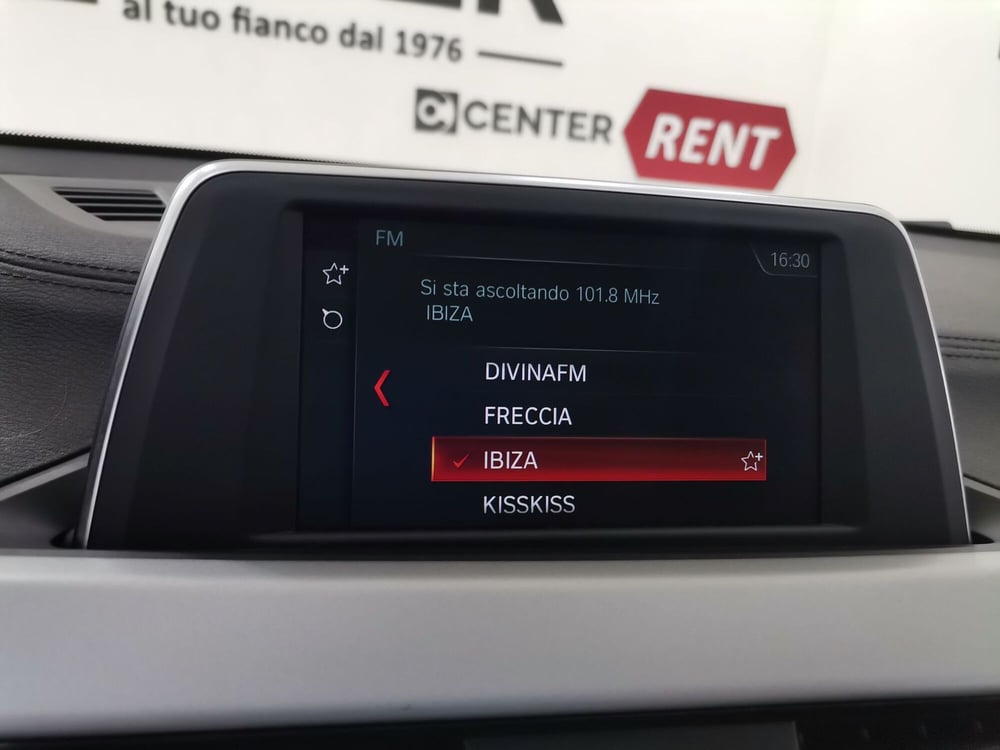 al tuo fianco dal 1976
CENTER RENT
FM
16:30
Si sta ascoltando 101.8 MHz
IBIZA
DIVINAFM
FRECCIA
IBIZA
KISSKISS